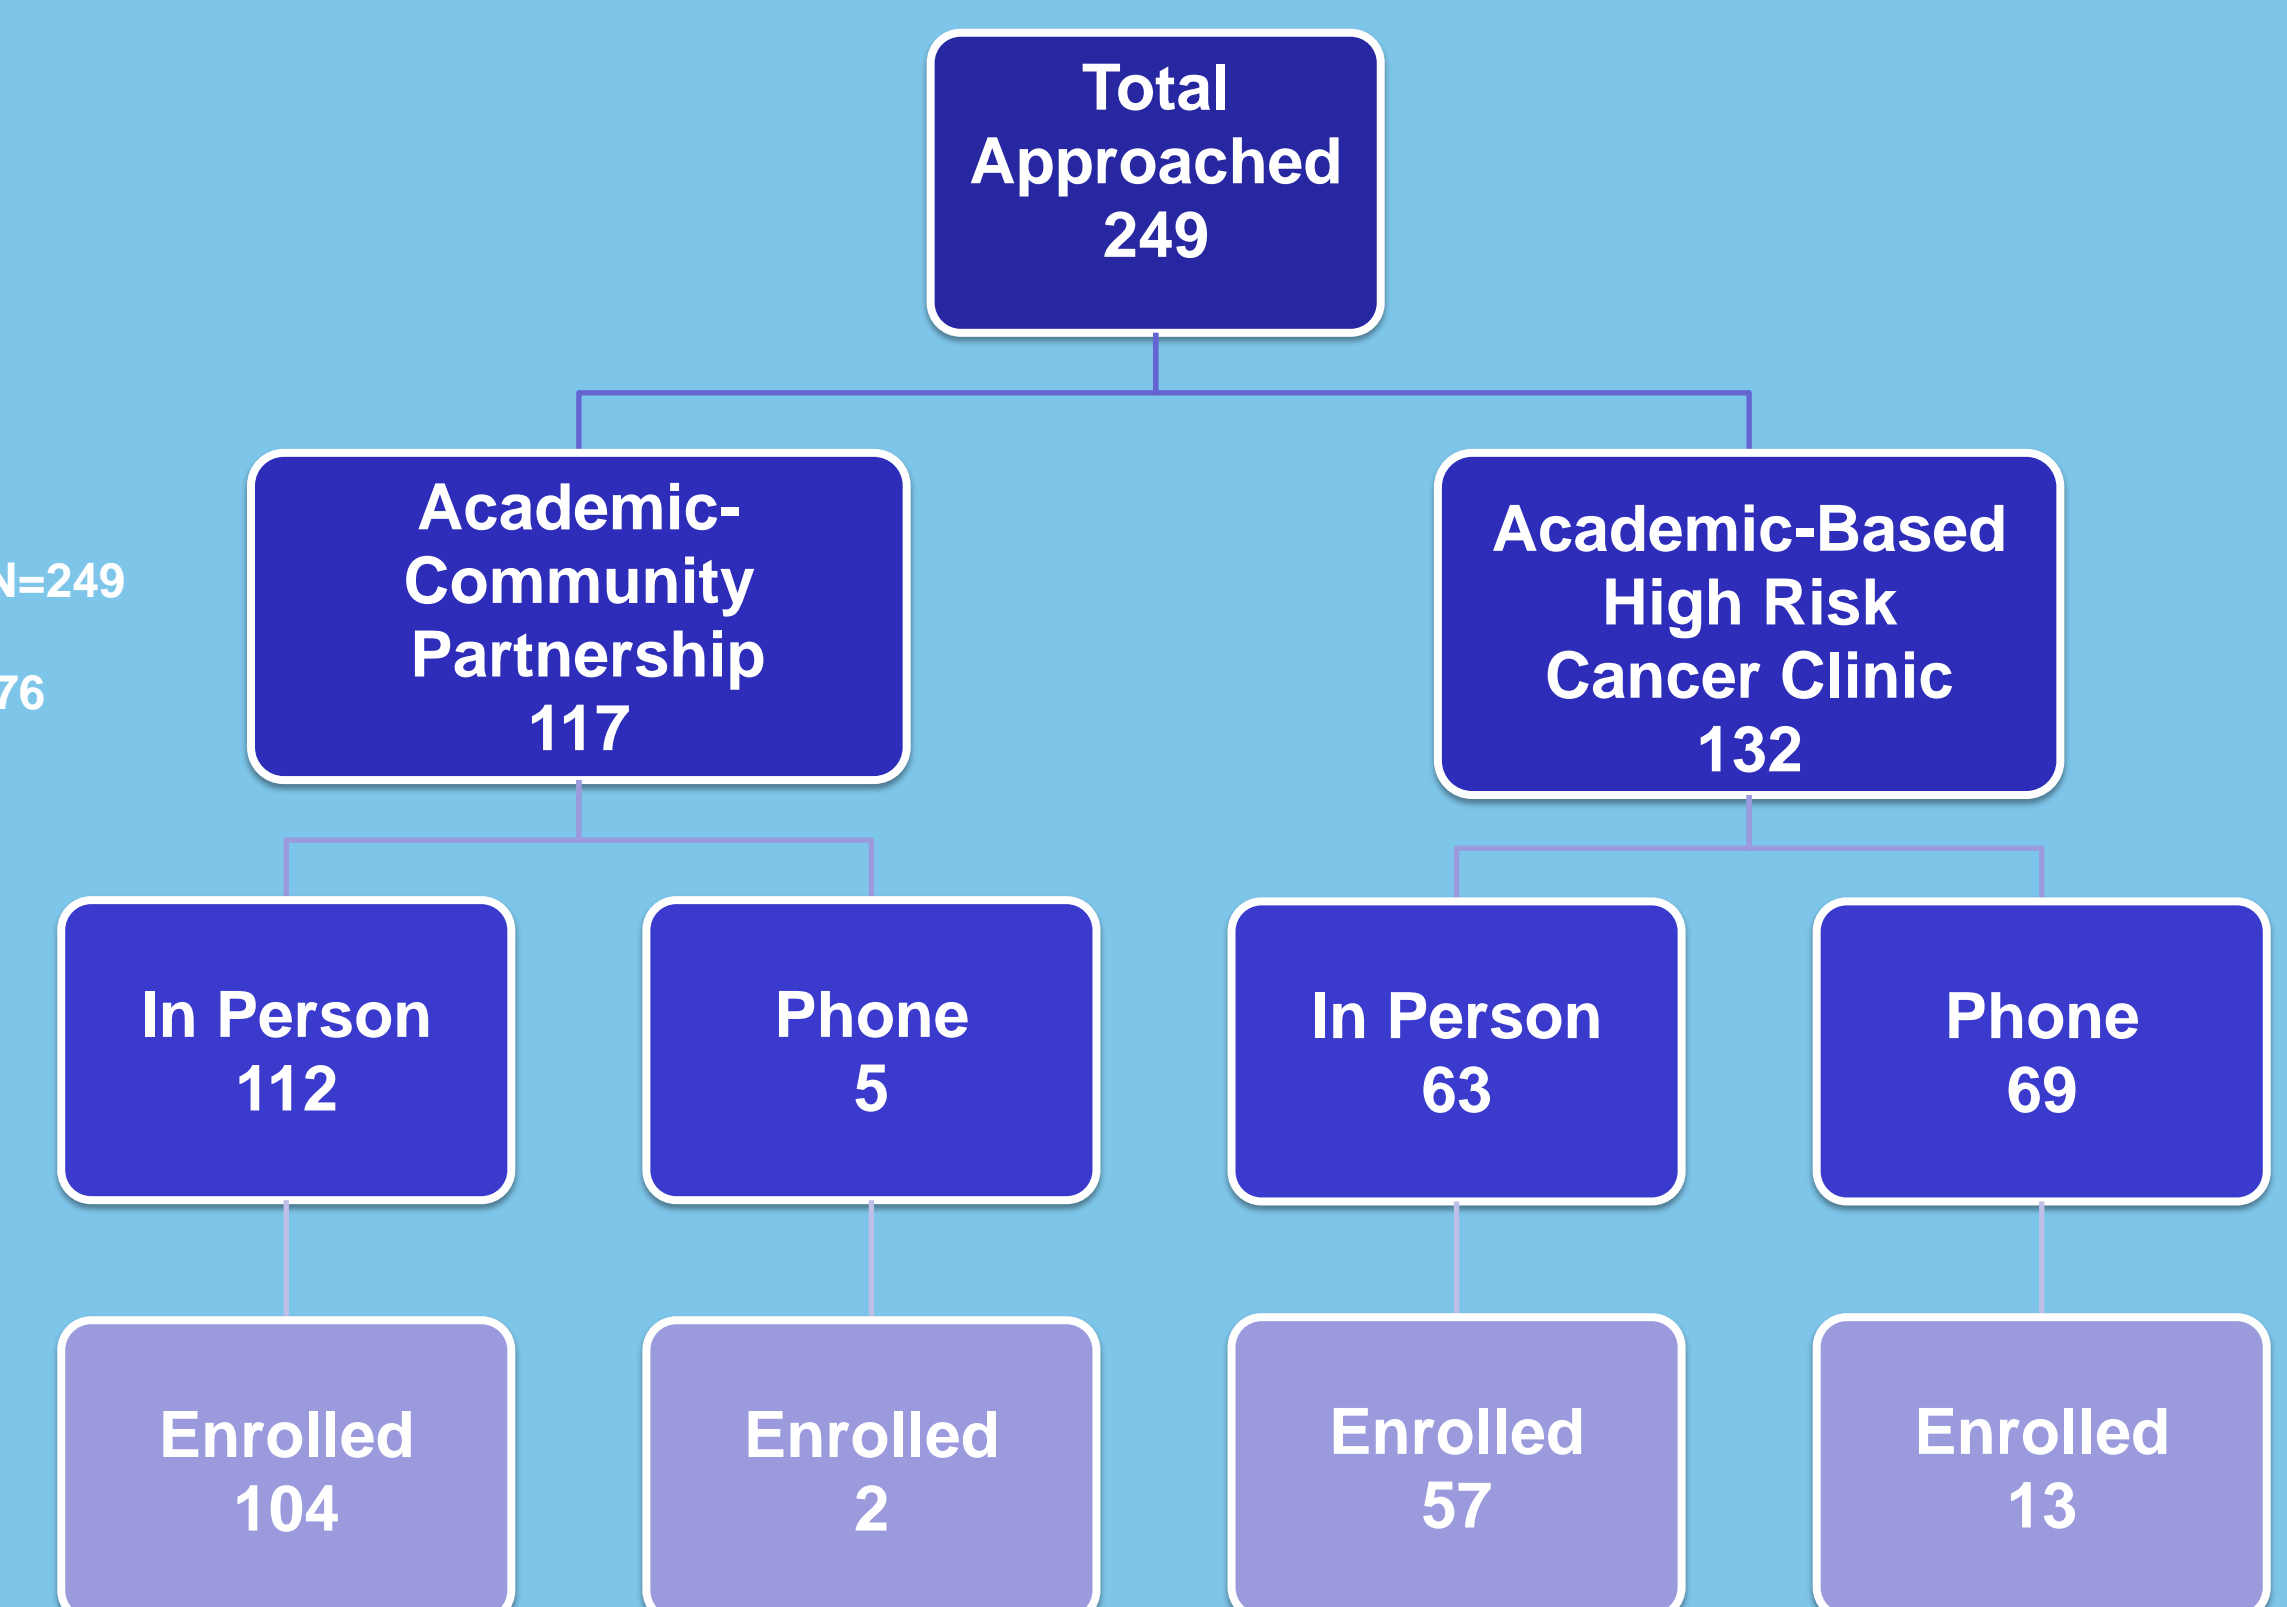 Total
Approached
249
N=249
76
Academic-
Community
Partnership
117
Academic-Based
High Risk
Cancer Clinic
132
In Person
112
Phone
5
In Person
63
Phone
69
Enrolled
104
Enrolled
2
Enrolled
57
Enrolled
13